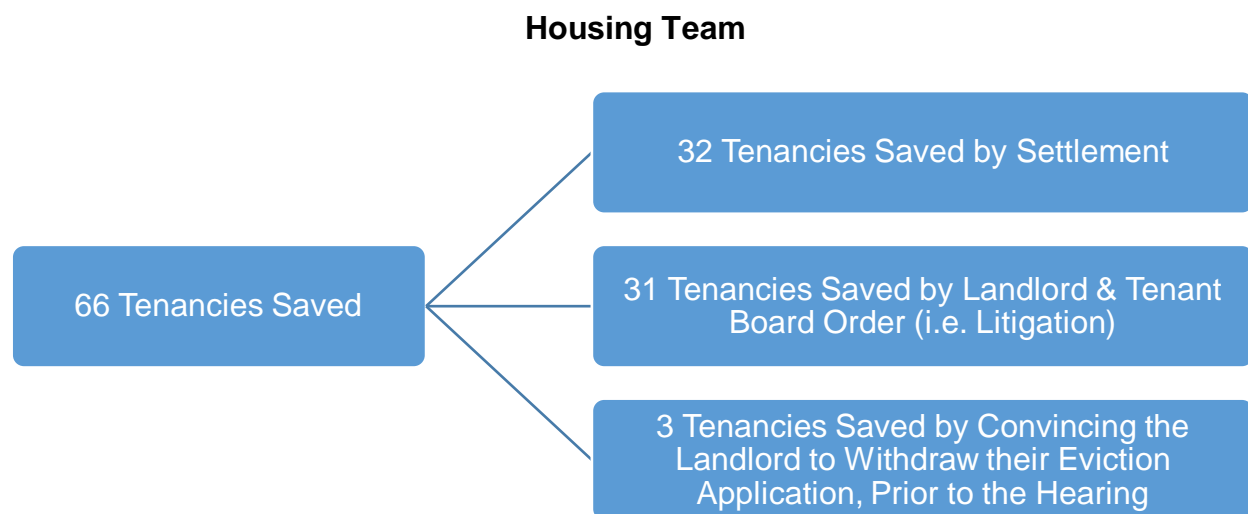 Housing Team
32 Tenancies Saved by Settlement
66 Tenancies Saved
31 Tenancies Saved by Landlord & Tenant
Board Order (i.e. Litigation)
3 Tenancies Saved by Convincing the
Landlord to Withdraw their Eviction
Application, Prior to the Hearing